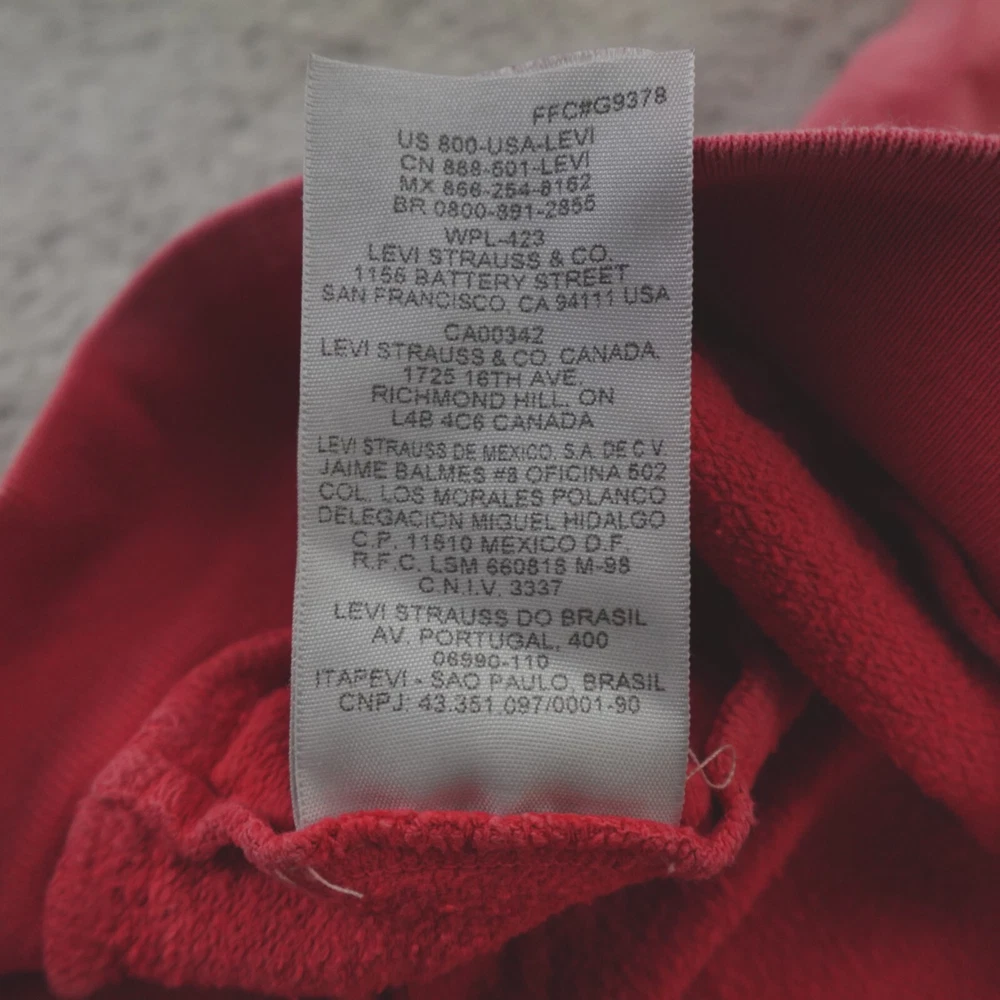 FFC#G9378
US 800-USA-LEVI
CN 888-501-LEVI
MX 866-254-8162
BR 0800-891-2855
WPL-423
LEVI STRAUSS & CO.
1155 BATTERY STREET
SAN FRANCISCO, CA 94111 USA
CA00342
LEVI STRAUSS & CO. CANADA.
1725 16TH AVE,
RICHMOND HILL, ON
L4B 4C6 CANADA
LEVI STRAUSS DE MEXICO, S.A. DE C V
JAIME BALMES #8 OFICINA 602
COL. LOS MORALES POLANCO
DELEGACION MIGUEL HIDALGO
C.P. 11510 MEXICO D.F.
R.F.C. LSM 660818 M-98
C.N.I.V. 3337
LEVI STRAUSS DO BRASIL
AV. PORTUGAL, 400
06690-110
ITAPEVI - SAO PAULO, BRASIL
CNPJ: 43.351.097/0001-90